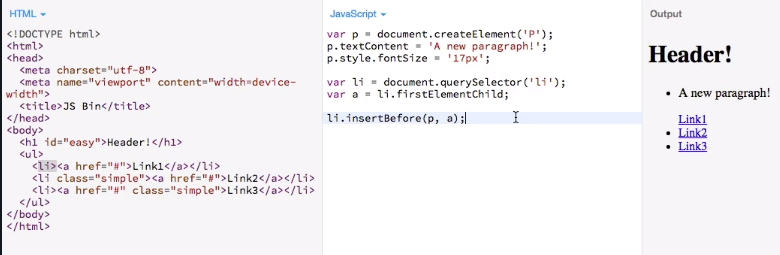 HTML
<!DOCTYPE html>
<html>
<head>
<meta charset="utf-8">
<meta name="viewport" content="width=device-
width">
<title>JS Bin</title>
</head>
<body>
<h1 id="easy">Header!</h1>
<ul>
<li><a href="#">Link1</a></li>
<li class="simple"><a href="#">Link2</a></li>
<li><a href="#" class="simple">Link3</a></li>
</ul>
</body>
</html>
JavaScript
var p = document.createElement('P');
p.textContent = 'A new paragraph!';
p.style.fontSize = '17px';
var li = document.querySelector('li');
var a = li.firstElementChild;
li.insertBefore(p, a);
Output
Header!
A new paragraph!
Link1
Link2
Link3